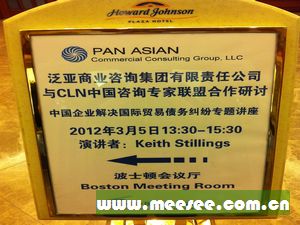 Howard Johnson
PLAZA HOTEL
PAN ASIAN
Commercial Consulting Group, LLC
泛亚商业咨询集团有限责任公司
与CLN中国咨询专家联盟合作研讨
中国企业解决国际贸易债务纠纷专题讲座
2012年3月5日13:30-15:30
演讲者：Keith Stillings
波士顿会议厅
Boston Meeting Room
www.meesee.com.cn